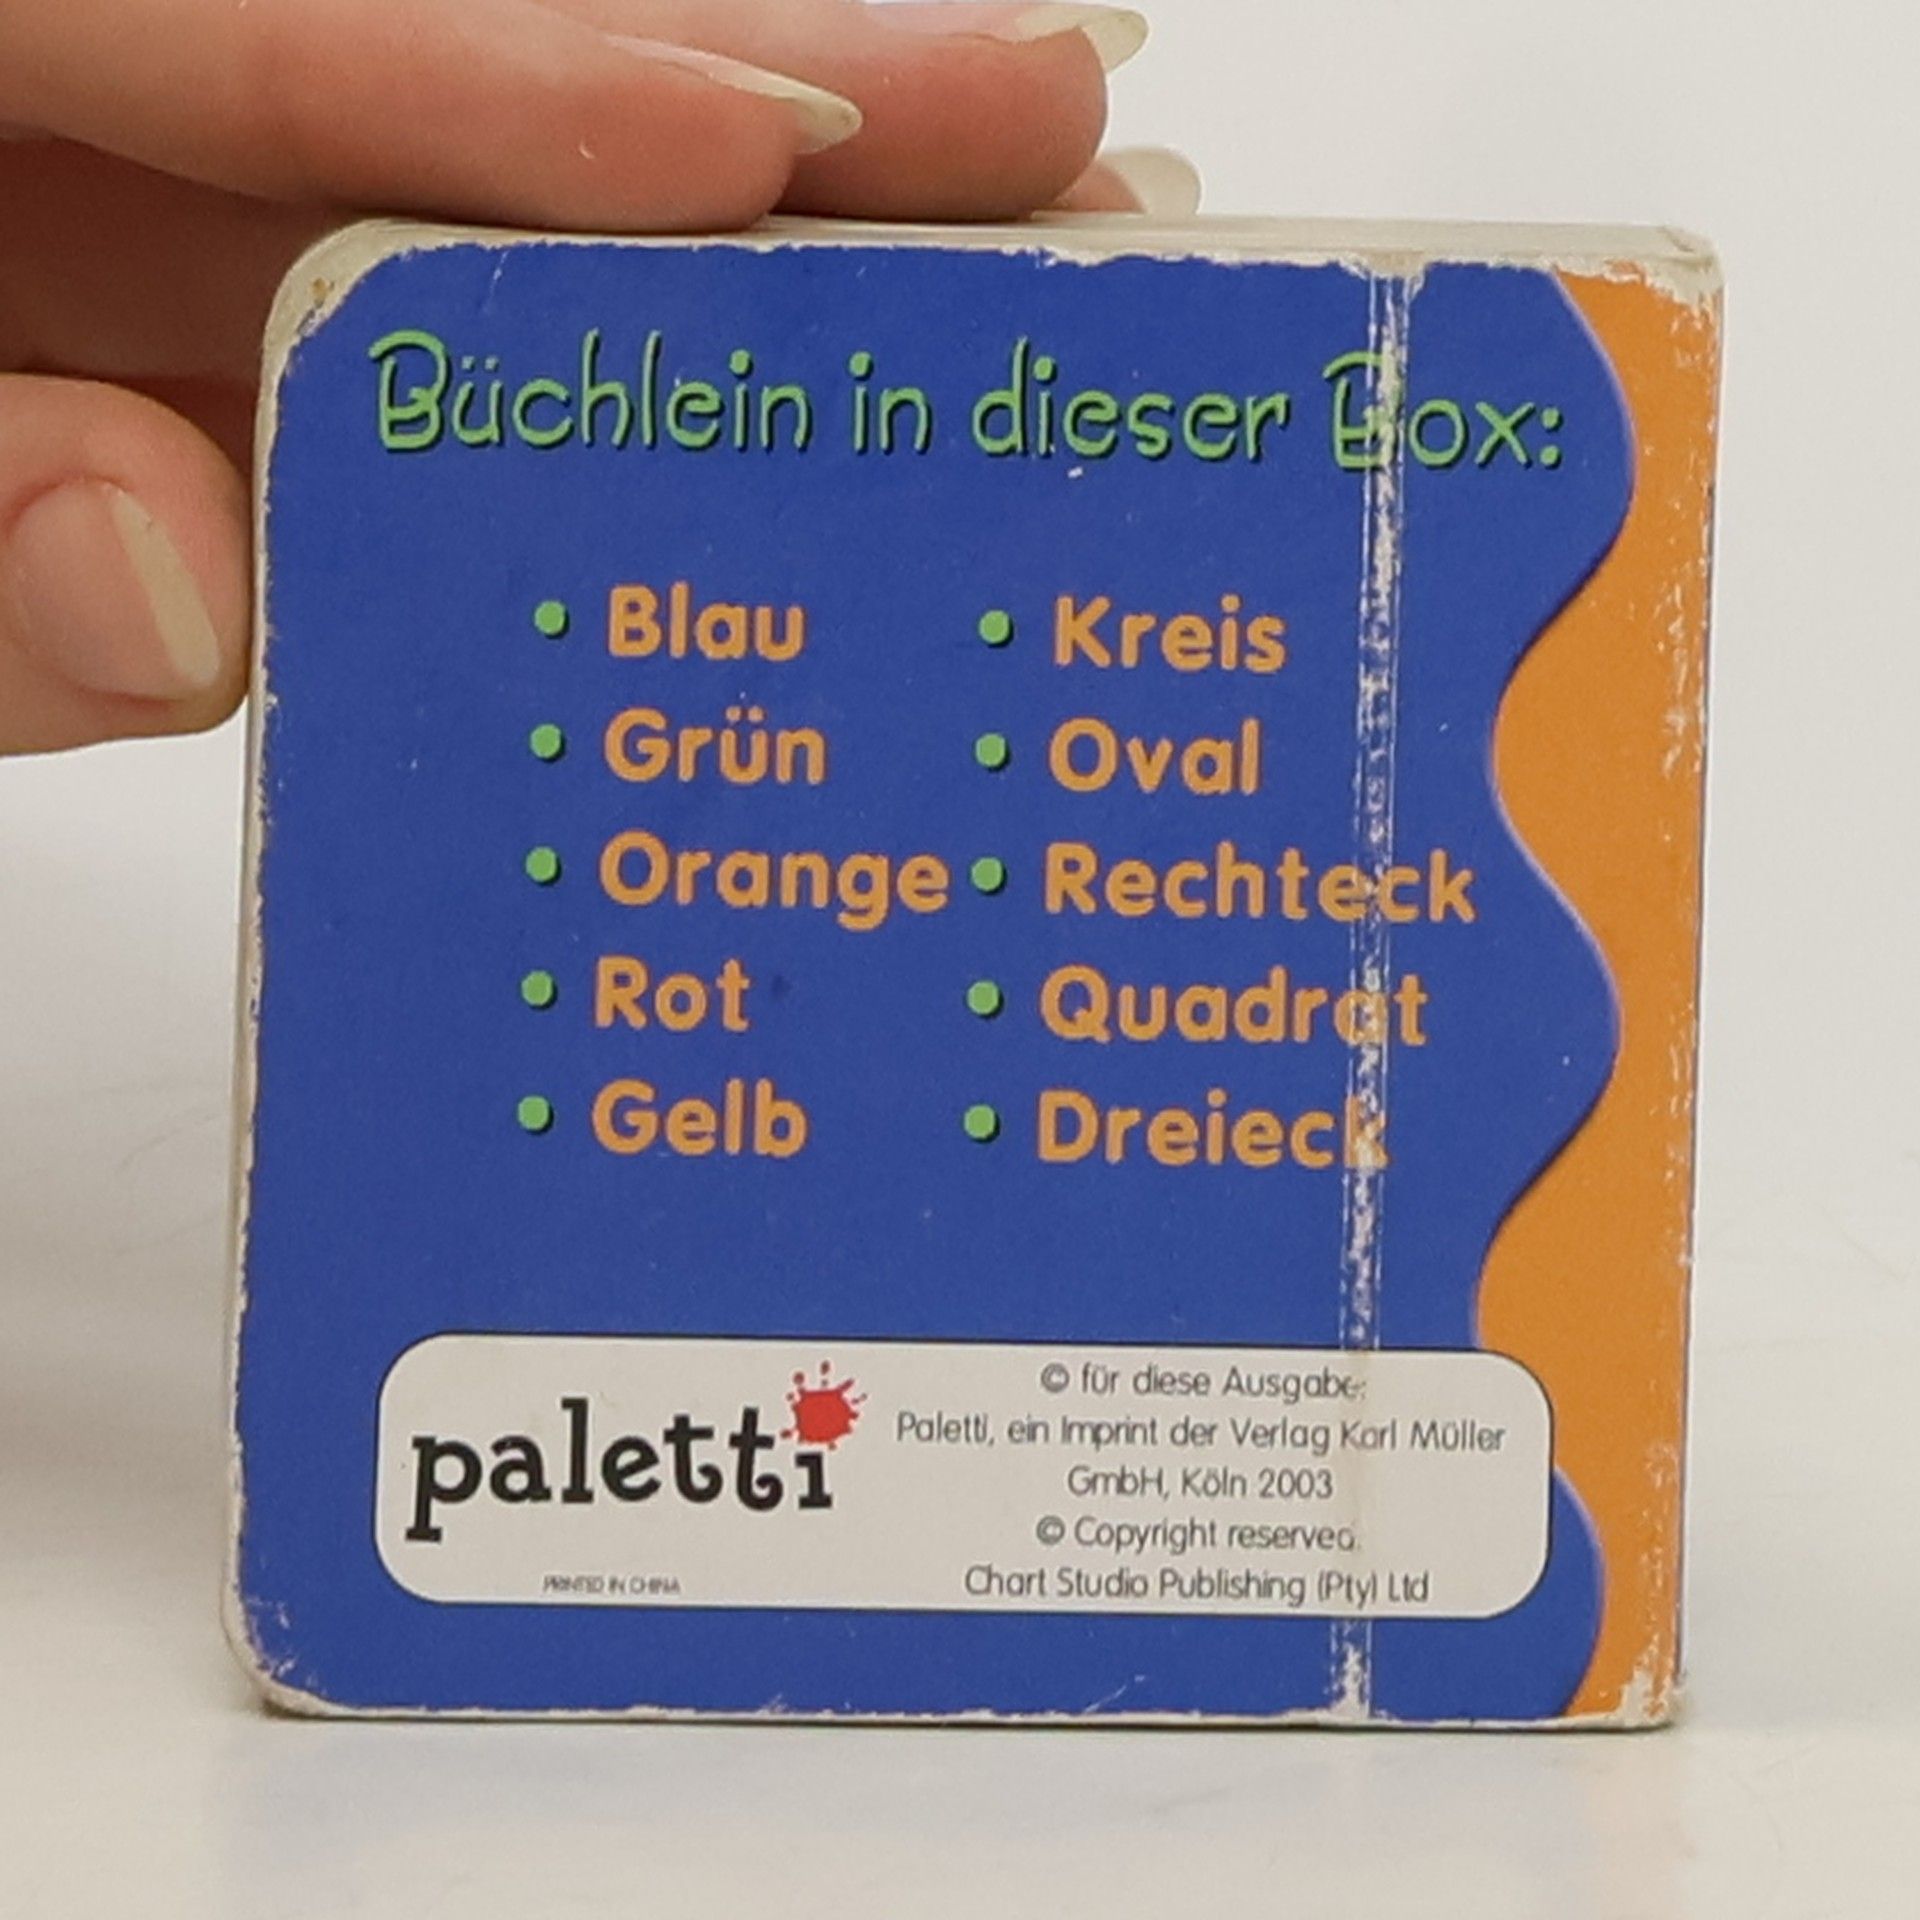 Büchlein in dieser Box:
• Blau
• Grün
• Orange
• Rot
• Gelb
• Kreis
• Oval
• Rechteck
• Quadrat
• Dreieck
paletti
PRINTED IN CHINA
© für diese Ausgabe:
Paletti, ein Imprint der Verlag Karl Müller
GmbH, Köln 2003
© Copyright reserved.
Chart Studio Publishing (Pty) Ltd